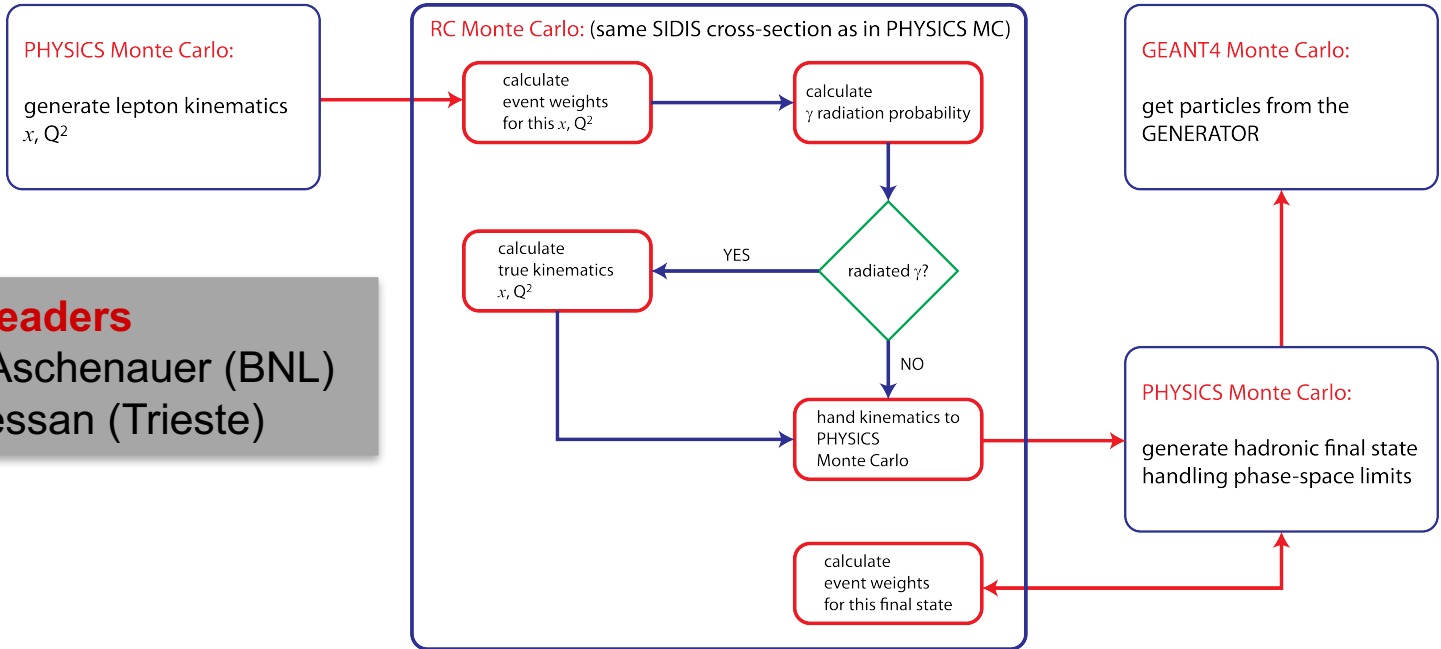 PHYSICS Monte Carlo:
generate lepton kinematics
x, Q²
RC Monte Carlo: (same SIDIS cross-section as in PHYSICS MC)
calculate
event weights
for this x, Q²
calculate
γ radiation probability
radiated γ?
YES
calculate
true kinematics
x, Q²
NO
hand kinematics to
PHYSICS
Monte Carlo
calculate
event weights
for this final state
GEANT4 Monte Carlo:
get particles from the
GENERATOR
PHYSICS Monte Carlo:
generate hadronic final state
handling phase-space limits
eaders
Aschenauer (BNL)
essan (Trieste)